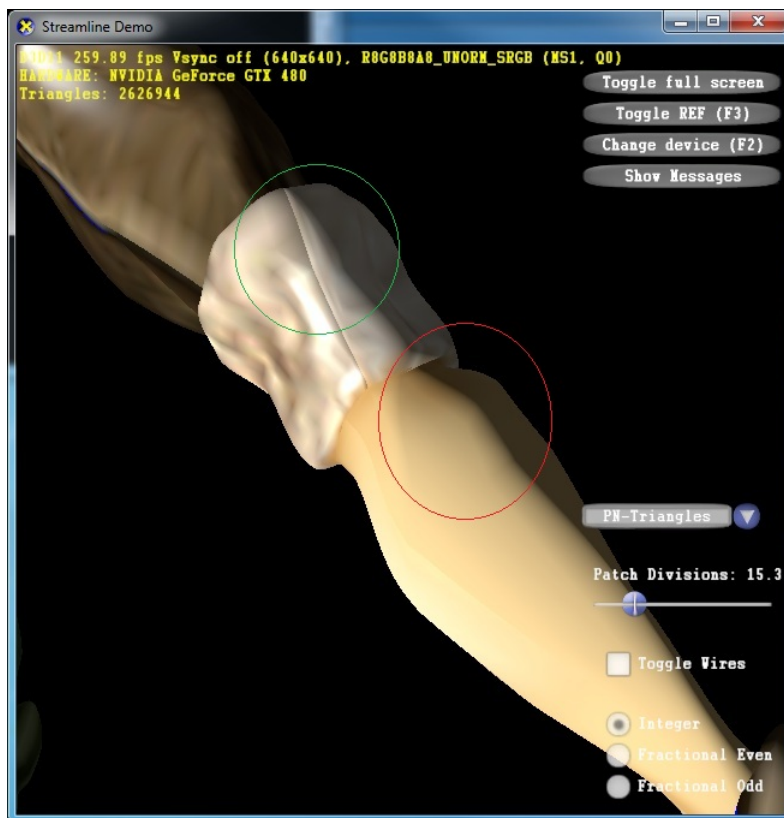 Streamline Demo
D3D11 259.89 fps Vsync off (640x640), R8G8B8A8_UNORM_SRGB (MS1, Q0)
HARDWARE: NVIDIA GeForce GTX 480
Triangles: 2626944
Toggle full screen
Toggle REF (F3)
Change device (F2)
Show Messages
PN-Triangles
Patch Divisions: 15.3
Toggle Wires
Integer
Fractional Even
Fractional Odd